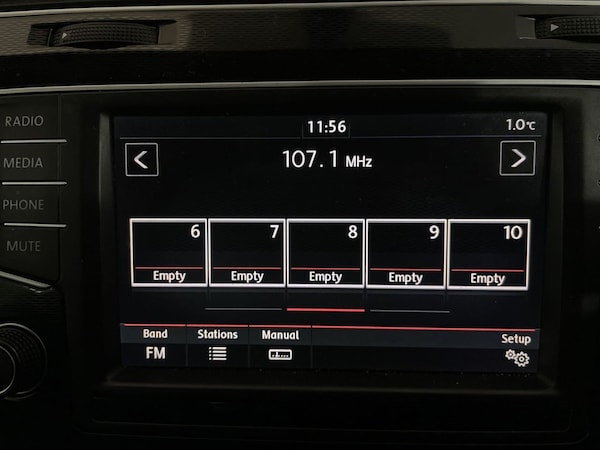 RADIO
MEDIA
PHONE
MUTE
11:56
1.0°C
107.1 MHz
6 7 8 9 10
Empty Empty Empty Empty Empty
Band Stations Manual Setup
FM